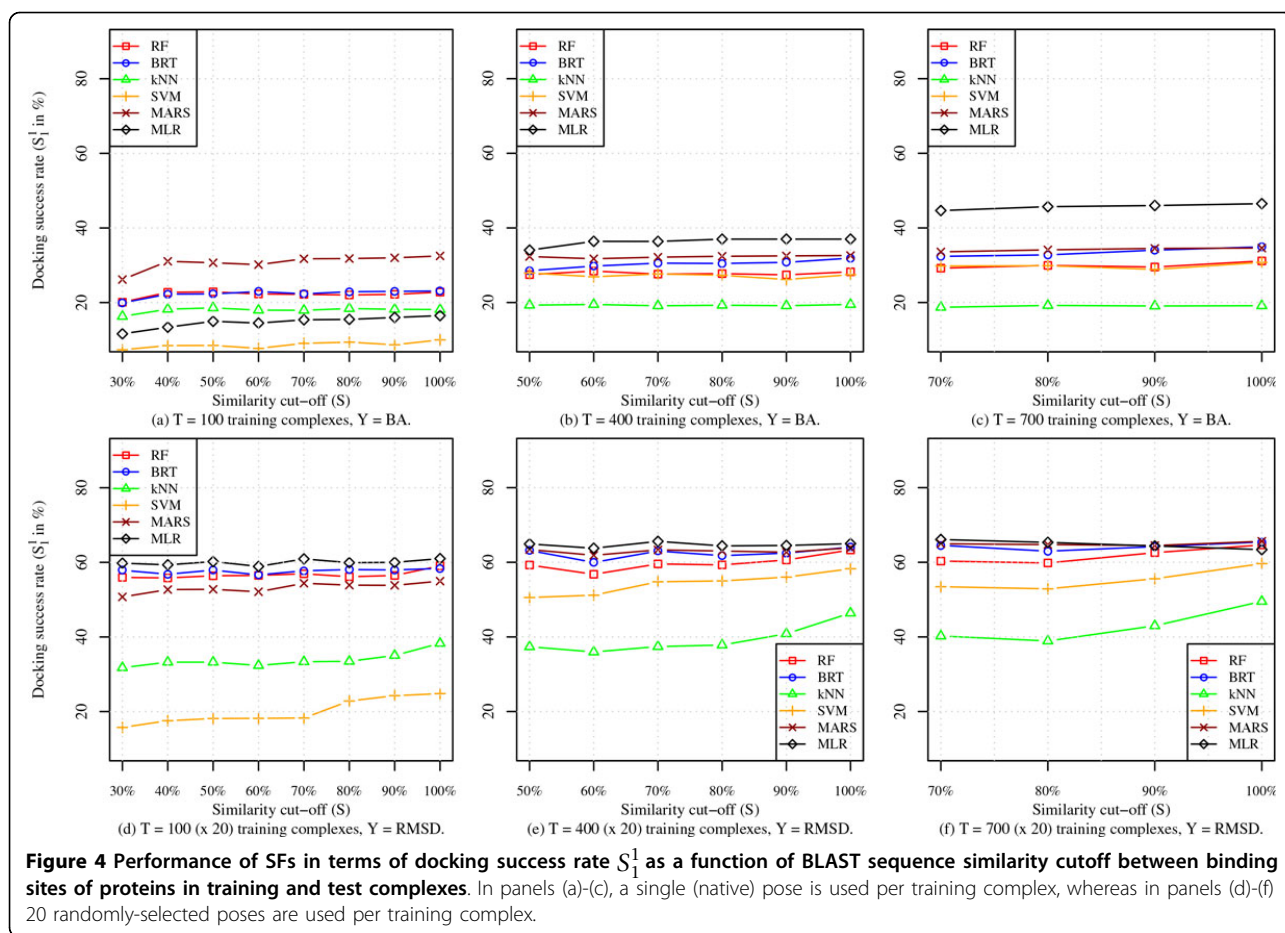 Docking success rate (S¹₁ in %)
20 40 60 80
RF
BRT
kNN
SVM
MARS
MLR
30% 40% 50% 60% 70% 80% 90% 100%
Similarity cut−off (S)
(a) T = 100 training complexes, Y = BA.
20 40 60 80
RF
BRT
kNN
SVM
MARS
MLR
50% 60% 70% 80% 90% 100%
Similarity cut−off (S)
(b) T = 400 training complexes, Y = BA.
20 40 60 80
RF
BRT
kNN
SVM
MARS
MLR
70% 80% 90% 100%
Similarity cut−off (S)
(c) T = 700 training complexes, Y = BA.
Docking success rate (S¹₁ in %)
20 40 60 80
RF
BRT
kNN
SVM
MARS
MLR
30% 40% 50% 60% 70% 80% 90% 100%
Similarity cut−off (S)
(d) T = 100 (x 20) training complexes, Y = RMSD.
20 40 60 80
RF
BRT
kNN
SVM
MARS
MLR
50% 60% 70% 80% 90% 100%
Similarity cut−off (S)
(e) T = 400 (x 20) training complexes, Y = RMSD.
20 40 60 80
RF
BRT
kNN
SVM
MARS
MLR
70% 80% 90% 100%
Similarity cut−off (S)
(f) T = 700 (x 20) training complexes, Y = RMSD.
Figure 4 Performance of SFs in terms of docking success rate S¹₁ as a function of BLAST sequence similarity cutoff between binding
sites of proteins in training and test complexes. In panels (a)-(c), a single (native) pose is used per training complex, whereas in panels (d)-(f)
20 randomly-selected poses are used per training complex.